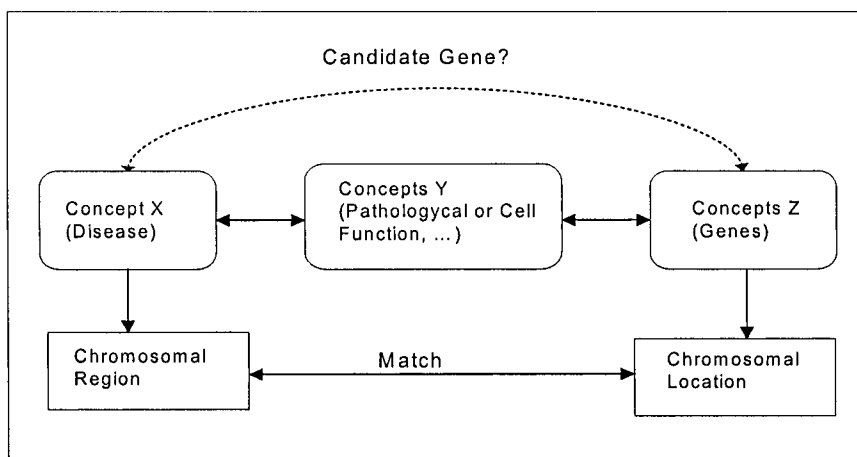 Candidate Gene?
Concept X
(Disease)
Concepts Y
(Pathologycal or Cell
Function, ...)
Concepts Z
(Genes)
Chromosomal
Region
Match
Chromosomal
Location